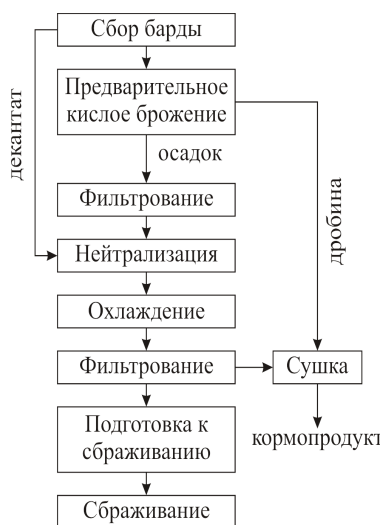 Сбор барды
Предварительное
кислое брожение
декантат
осадок
дробина
Фильтрование
Нейтрализация
Охлаждение
Фильтрование
Сушка
Подготовка к
сбраживанию
кормопродукт
Сбраживание